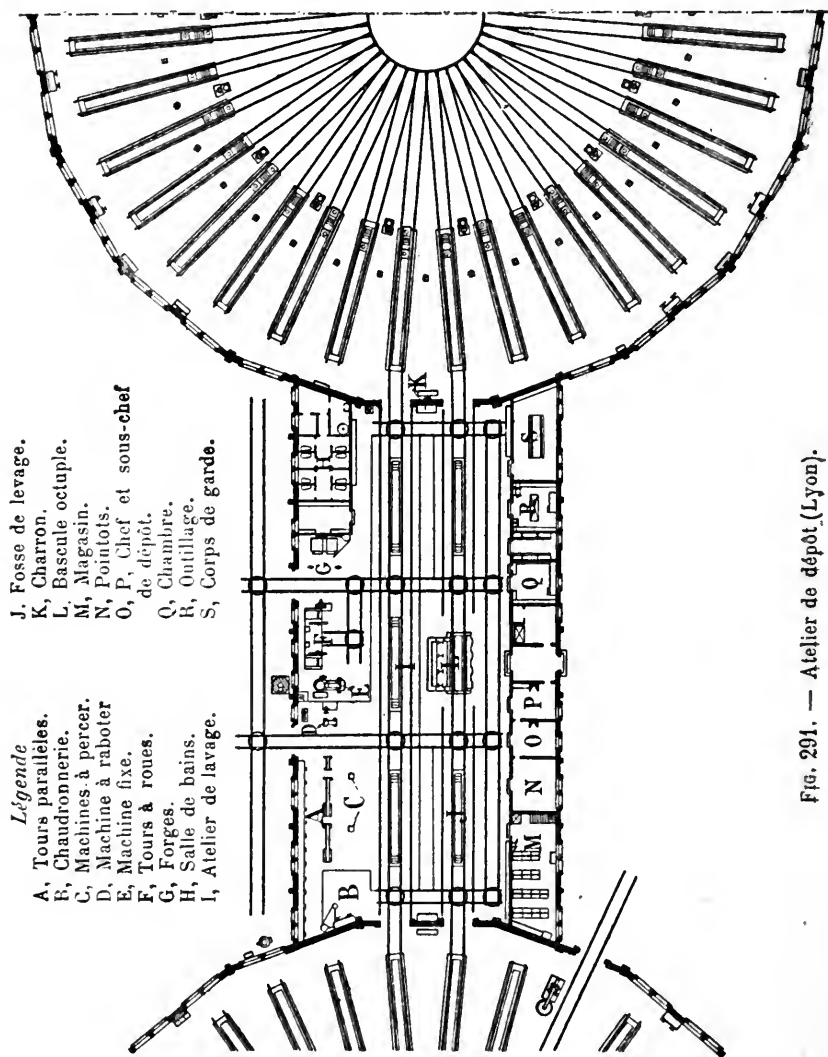 Légende
A, Tours parallèles.
B, Chaudronnerie.
C, Machines à percer.
D, Machine à raboter
E, Machine fixe.
F, Tours à roues.
G, Forges.
H, Salle de bains.
I, Atelier de lavage.
J. Fosse de levage.
K, Charron.
L, Bascule octuple.
M, Magasin.
N, Pointots.
O, P, Chef et sous-chef
de dépôt.
Q, Chambre.
R, Outillage.
S, Corps de garde.
A
B
C
D
E
F
G
H
I
J
L
K
M
N
O
P
Q
R
S
FIG. 291. — Atelier de dépôt (Lyon).